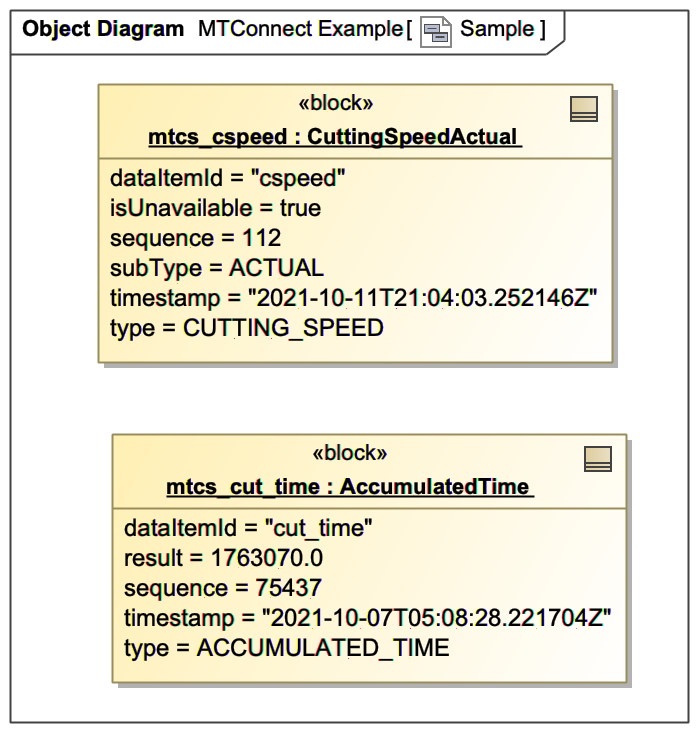 Object Diagram MTConnect Example[ Sample ]
«block»
mtcs_cspeed : CuttingSpeedActual
dataItemId = "cspeed"
isUnavailable = true
sequence = 112
subType = ACTUAL
timestamp = "2021-10-11T21:04:03.252146Z"
type = CUTTING_SPEED
«block»
mtcs_cut_time : AccumulatedTime
dataItemId = "cut_time"
result = 1763070.0
sequence = 75437
timestamp = "2021-10-07T05:08:28.221704Z"
type = ACCUMULATED_TIME